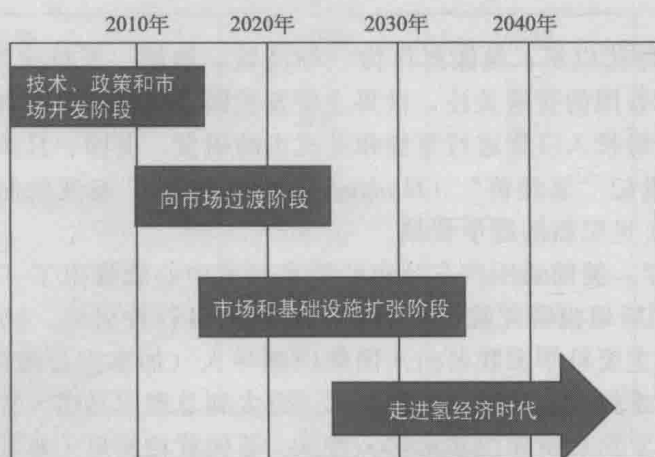 2010年 2020年 2030年 2040年
技术、政策和市
场开发阶段
向市场过渡阶段
市场和基础设施扩张阶段
走进氢经济时代